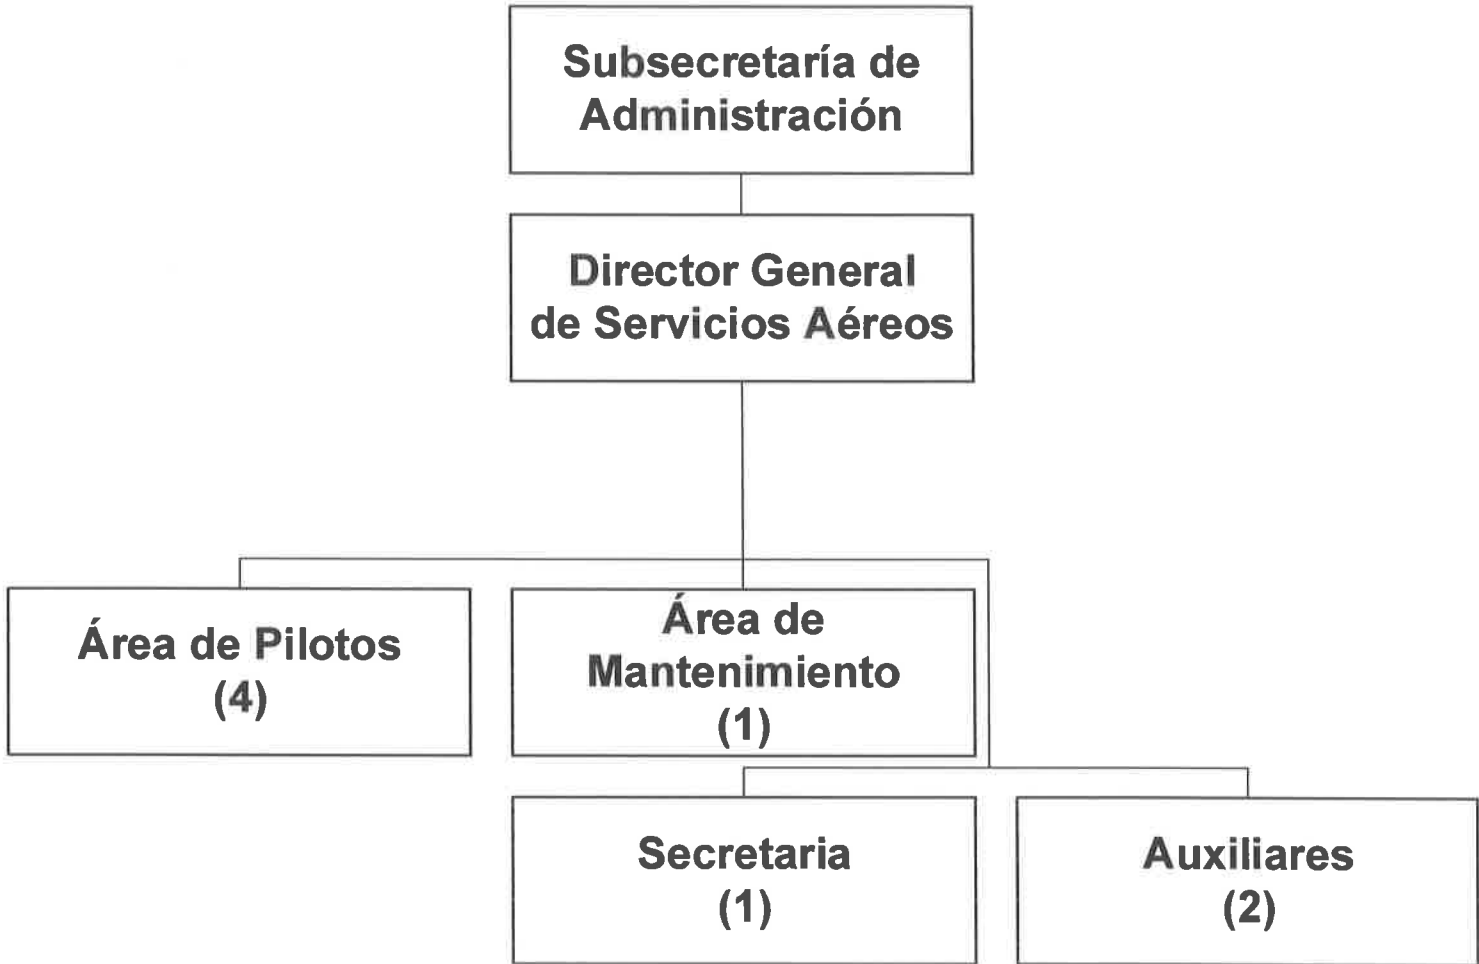 Subsecretaría de
Administración
Director General
de Servicios Aéreos
Área de Pilotos
(4)
Área de
Mantenimiento
(1)
Secretaria
(1)
Auxiliares
(2)